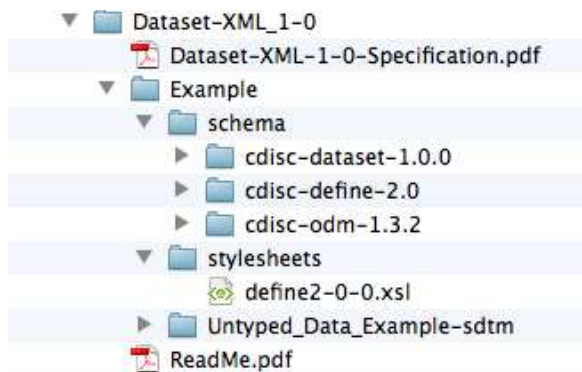 Dataset-XML_1-0
Dataset-XML-1-0-Specification.pdf
Example
schema
cdisc-dataset-1.0.0
cdisc-define-2.0
cdisc-odm-1.3.2
stylesheets
define2-0-0.xsl
Untyped_Data_Example-sdtm
ReadMe.pdf